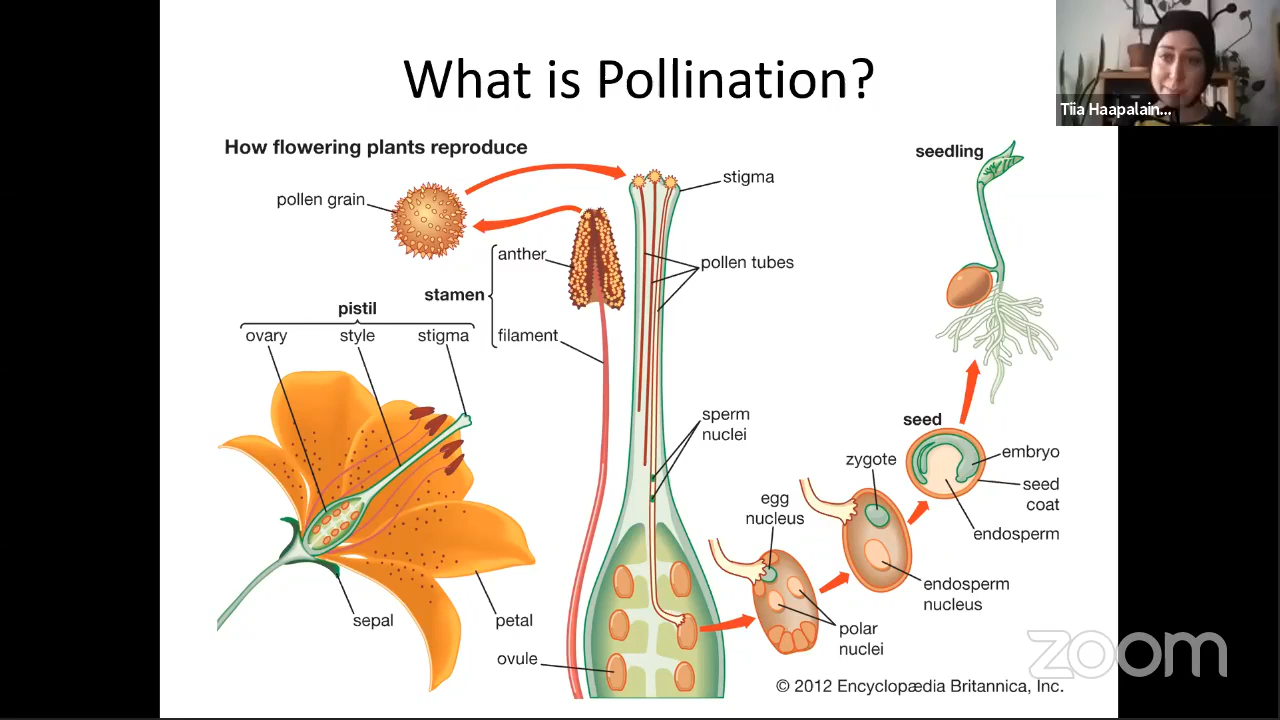 What is Pollination?
Tiia Haapalain...
How flowering plants reproduce
pollen grain
stigma
seedling
anther
pollen tubes
stamen
pistil
ovary
style
stigma
filament
sperm
nuclei
seed
zygote
embryo
egg
nucleus
seed
coat
endosperm
endosperm
nucleus
sepal
petal
polar
nuclei
ovule
zoom
© 2012 Encyclopædia Britannica, Inc.